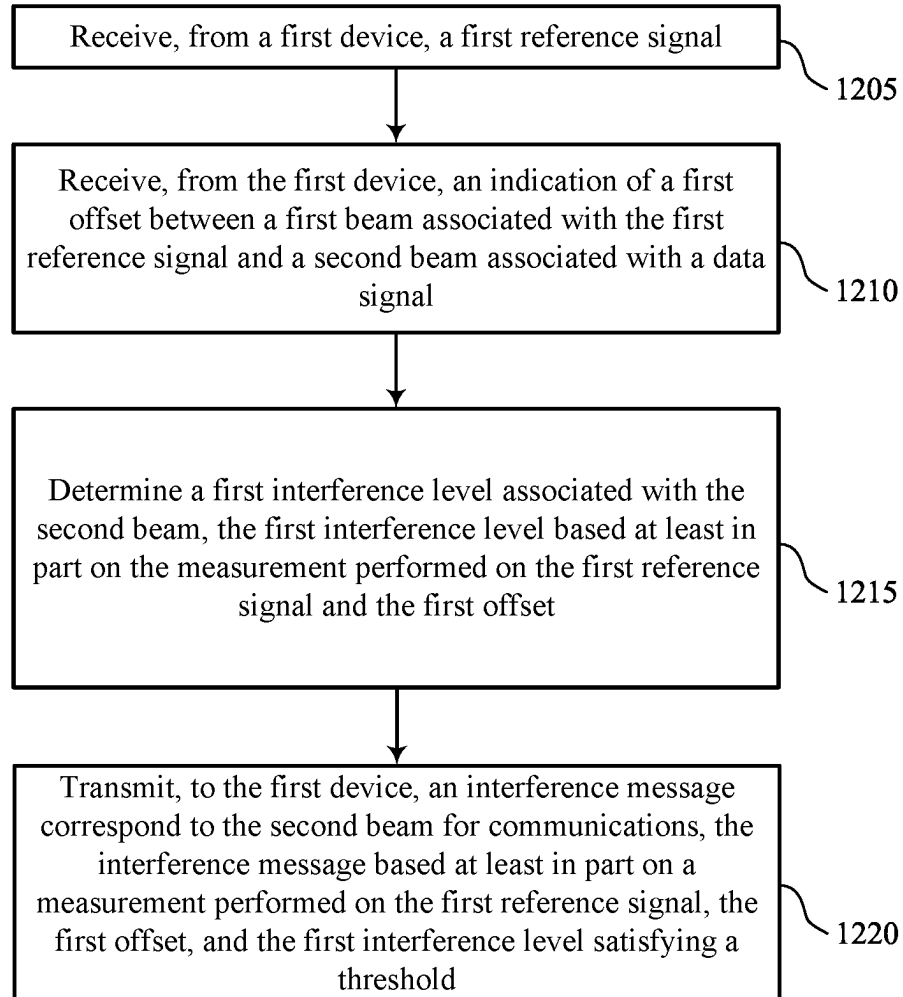 Receive, from a first device, a first reference signal
1205
Receive, from the first device, an indication of a first
offset between a first beam associated with the first
reference signal and a second beam associated with a data
signal
1210
Determine a first interference level associated with the
second beam, the first interference level based at least in
part on the measurement performed on the first reference
signal and the first offset
1215
Transmit, to the first device, an interference message
correspond to the second beam for communications, the
interference message based at least in part on a
measurement performed on the first reference signal, the
first offset, and the first interference level satisfying a
threshold
1220